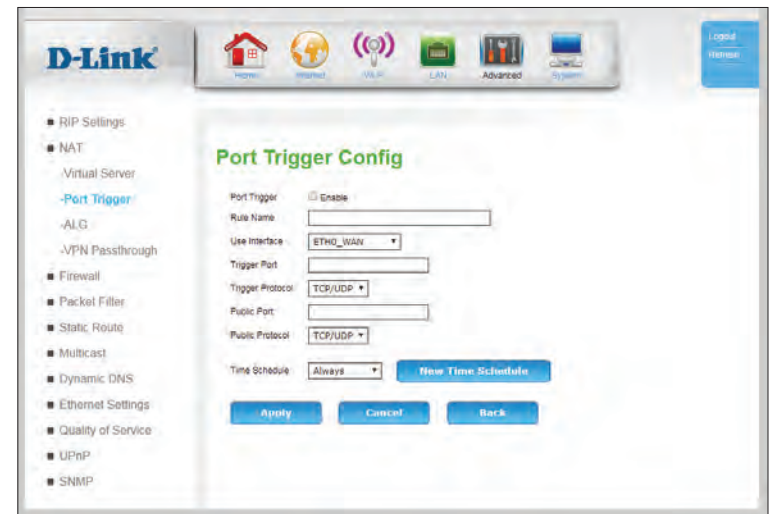 D-Link
Home
Internet
Wi-Fi
LAN
Advanced
System
Logout
Refresh
RIP Settings
NAT
-Virtual Server
-Port Trigger
-ALG
-VPN Passthrough
Firewall
Packet Filter
Static Route
Multicast
Dynamic DNS
Ethernet Settings
Quality of Service
UPnP
SNMP
Port Trigger Config
Port Trigger Enable
Rule Name
Use Interface ETH0_WAN
Trigger Port
Trigger Protocol TCP/UDP
Public Port
Public Protocol TCP/UDP
Time Schedule Always New Time Schedule
Apply Cancel Back